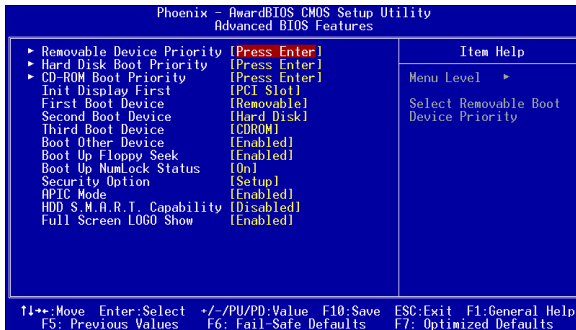 Phoenix - AwardBIOS CMOS Setup Utility
Advanced BIOS Features
► Removable Device Priority [Press Enter]
► Hard Disk Boot Priority [Press Enter]
► CD-ROM Boot Priority [Press Enter]
Init Display First [PCI Slot]
First Boot Device [Removable]
Second Boot Device [Hard Disk]
Third Boot Device [CDROM]
Boot Other Device [Enabled]
Boot Up Floppy Seek [Enabled]
Boot Up NumLock Status [On]
Security Option [Setup]
APIC Mode [Enabled]
HDD S.M.A.R.T. Capability [Disabled]
Full Screen LOGO Show [Enabled]
Item Help
Menu Level ►
Select Removable Boot
Device Priority
↑↓→←:Move Enter:Select +/-/PU/PD:Value F10:Save ESC:Exit F1:General Help
F5: Previous Values F6: Fail-Safe Defaults F7: Optimized Defaults